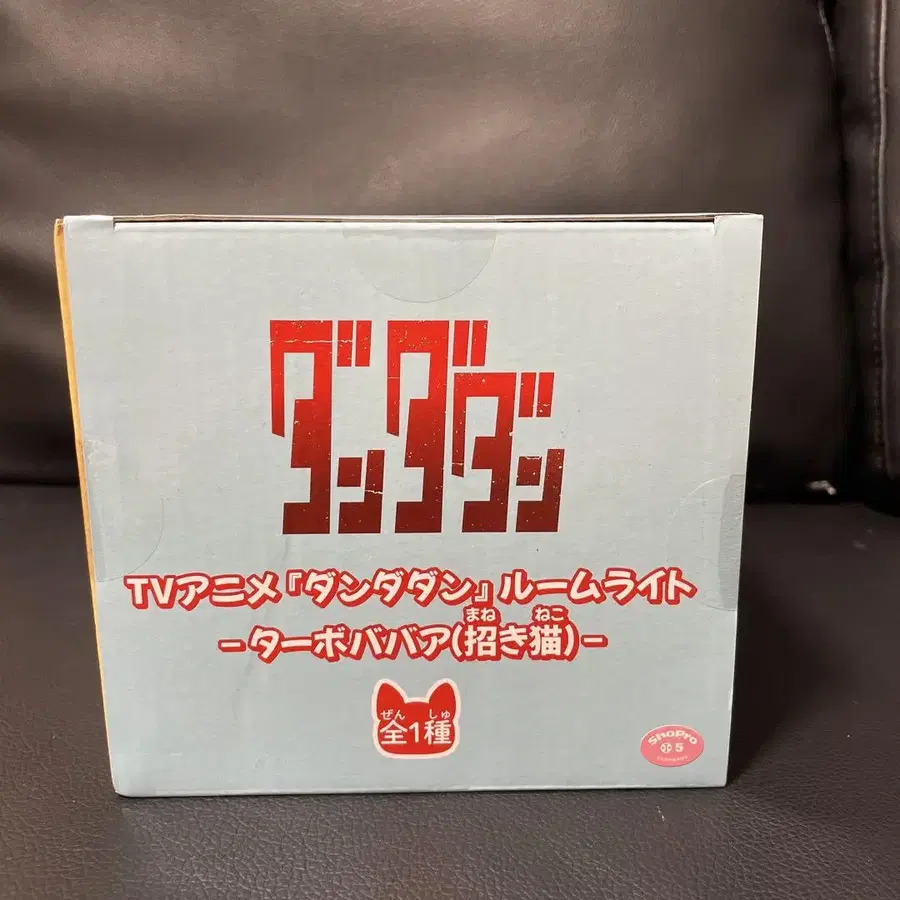 ダンダダン
TVアニメ『ダンダダン』ルームライト
-ターボババア(招き猫)-
まね ねこ
全1種
ぜん しゅ
ShoPro
5